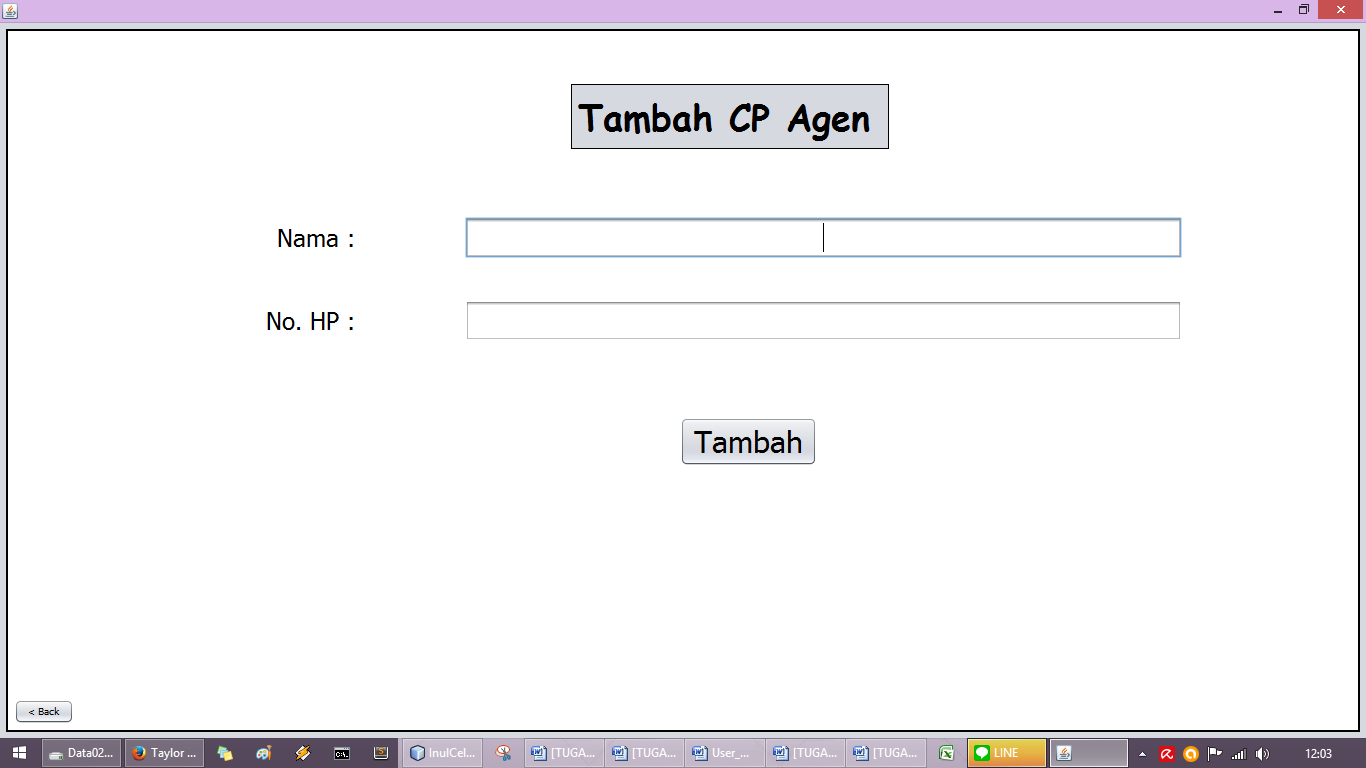 Tambah CP Agen
Nama :
No. HP :
Tambah
< Back
Data02... Taylor ... InulCel... [TUGA... [TUGA... User_... [TUGA... [TUGA... LINE 12:03